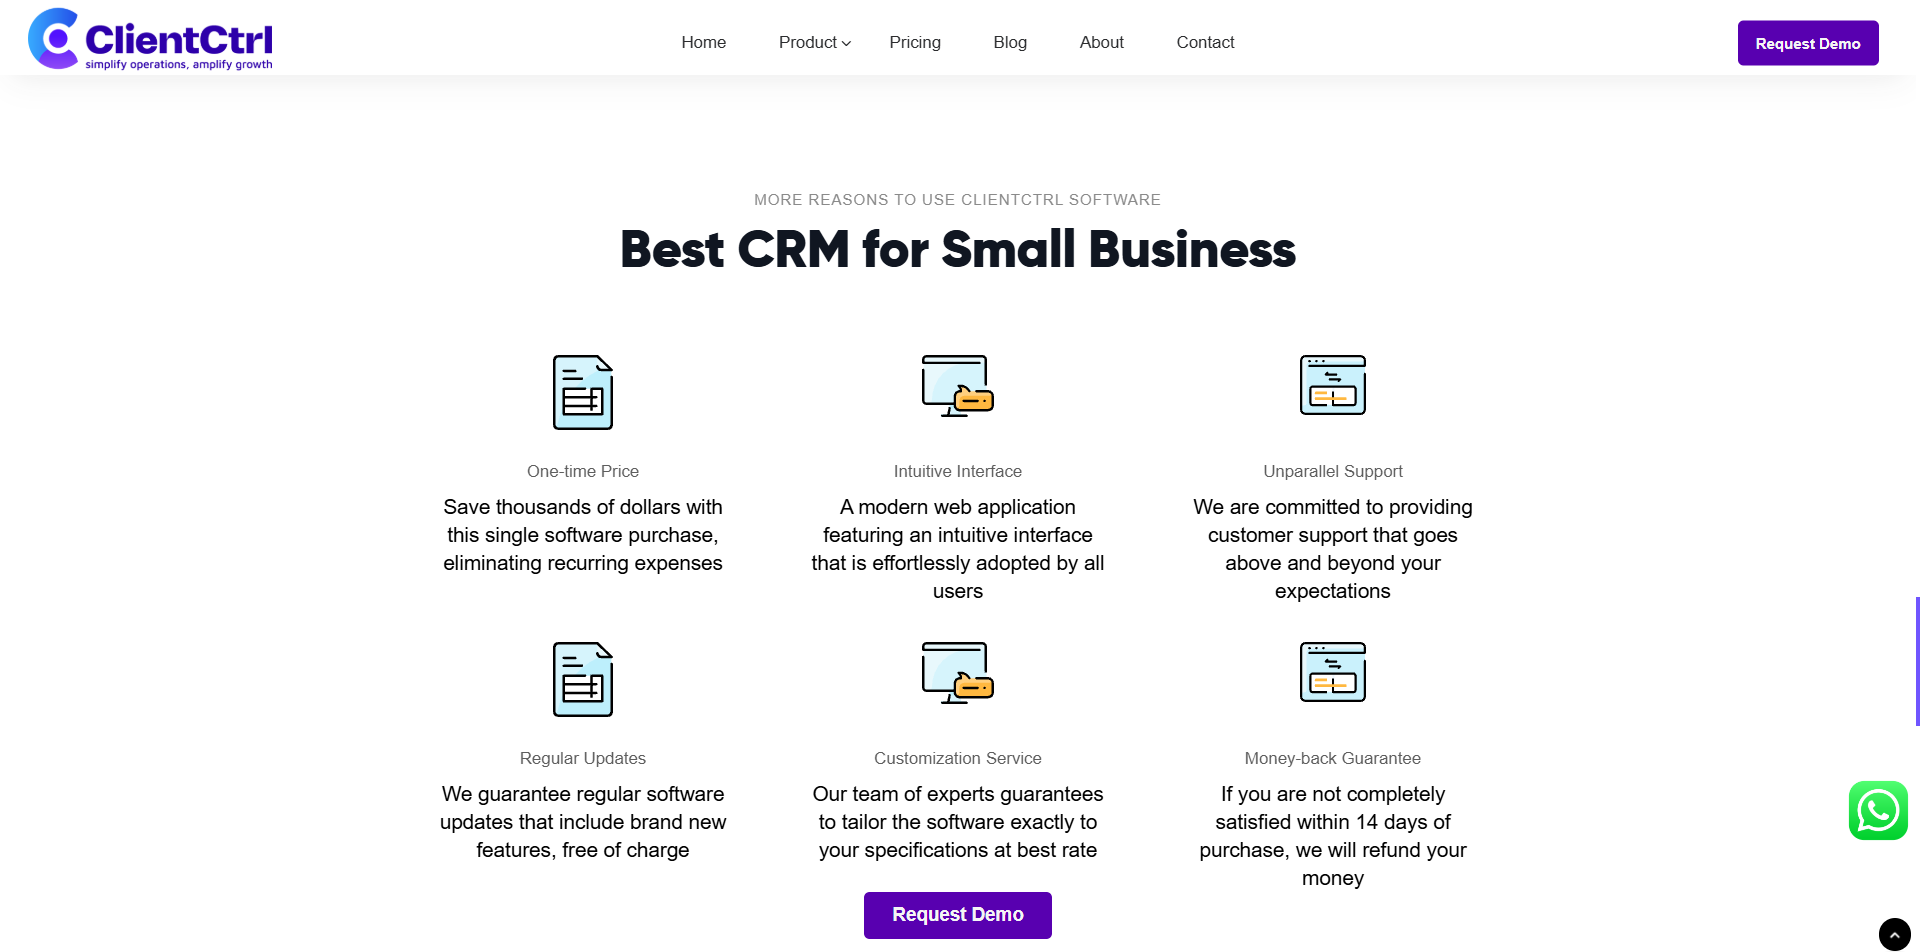 ClientCtrl
simplify operations, amplify growth
Home
Product
Pricing
Blog
About
Contact
Request Demo
MORE REASONS TO USE CLIENTCTRL SOFTWARE
Best CRM for Small Business
One-time Price
Save thousands of dollars with
this single software purchase,
eliminating recurring expenses
Intuitive Interface
A modern web application
featuring an intuitive interface
that is effortlessly adopted by all
users
Unparallel Support
We are committed to providing
customer support that goes
above and beyond your
expectations
Regular Updates
We guarantee regular software
updates that include brand new
features, free of charge
Customization Service
Our team of experts guarantees
to tailor the software exactly to
your specifications at best rate
Money-back Guarantee
If you are not completely
satisfied within 14 days of
purchase, we will refund your
money
Request Demo